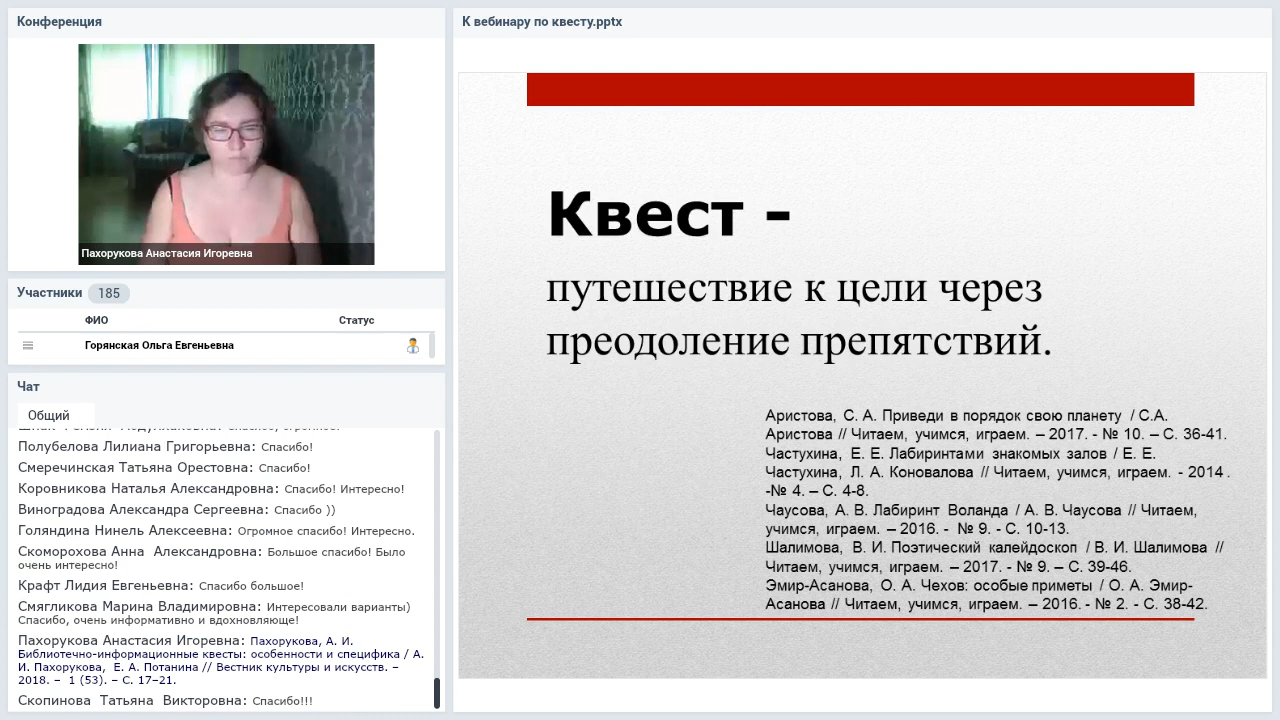 Конференция
Пахорукова Анастасия Игоревна
Участники 185
ФИО Статус
Горянская Ольга Евгеньевна
Чат
Общий
Полубелова Лилиана Григорьевна: Спасибо!
Смеречинская Татьяна Орестовна: Спасибо!
Коровникова Наталья Александровна: Спасибо! Интересно!
Виноградова Александра Сергеевна: Спасибо ))
Голяндина Нинель Алексеевна: Огромное спасибо! Интересно.
Скоморохова Анна Александровна: Большое спасибо! Было
очень интересно!
Крафт Лидия Евгеньевна: Спасибо большое!
Смягликова Марина Владимировна: Интересовали варианты)
Спасибо, очень информативно и вдохновляюще!
Пахорукова Анастасия Игоревна: Пахорукова, А. И.
Библиотечно-информационные квесты: особенности и специфика / А.
И. Пахорукова, Е. А. Потанина // Вестник культуры и искусств. –
2018. – 1 (53). – С. 17–21.
Скопинова Татьяна Викторовна: Спасибо!!!
К вебинару по квесту.pptx
Квест -
путешествие к цели через
преодоление препятствий.
Аристова, С. А. Приведи в порядок свою планету / С.А.
Аристова // Читаем, учимся, играем. – 2017. - № 10. – С. 36-41.
Частухина, Е. Е. Лабиринтами знакомых залов / Е. Е.
Частухина, Л. А. Коновалова // Читаем, учимся, играем. - 2014 .
-№ 4. – С. 4-8.
Чаусова, А. В. Лабиринт Воланда / А. В. Чаусова // Читаем,
учимся, играем. – 2016. - № 9. - С. 10-13.
Шалимова, В. И. Поэтический калейдоскоп / В. И. Шалимова //
Читаем, учимся, играем. – 2017. - № 9. – С. 39-46.
Эмир-Асанова, О. А. Чехов: особые приметы / О. А. Эмир-
Асанова // Читаем, учимся, играем. – 2016. - № 2. - С. 38-42.